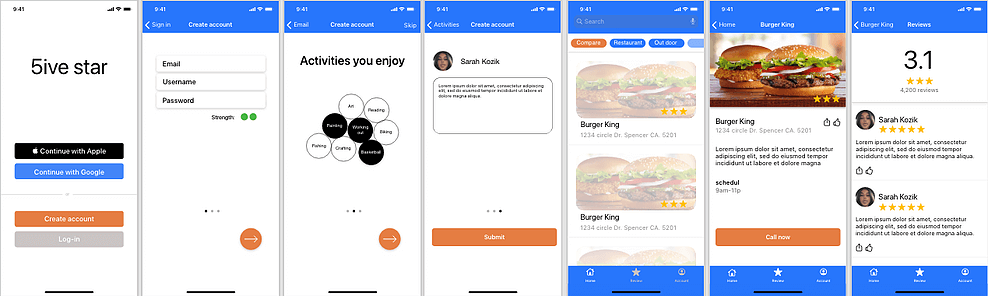 9:41
5ive star
Continue with Apple
Continue with Google
Create account
Log-in
9:41
Sign in
Create account
Email
Username
Password
Strength:
9:41
Email
Create account
Skip
Activities you enjoy
Art
Reading
Painting
Working out
Biking
Fishing
Crafting
Basketball
9:41
Activities
Create account
Sarah Kozik
Lorem ipsum dolor sit amet, consectetur adipiscing
elit, sed do eiusmod tempor incididunt ut labore et
dolore magna aliqua.
Submit
9:41
Search
Compare
Restaurant
Out door
Burger King
1234 circle Dr. Spencer CA. 5201
Burger King
1234 circle Dr. Spencer CA. 5201
Home
Review
Account
9:41
Home
Burger King
Burger King
1234 circle Dr. Spencer CA. 5201
Lorem ipsum dolor sit amet, consectetur
adipiscing elit, sed do eiusmod tempor
incididunt ut labore et dolore magna
schedul
9am-11p
Call now
Home
Review
Account
9:41
Burger King
Reviews
3.1
4,200 reviews
Sarah Kozik
Lorem ipsum dolor sit amet, consectetur
adipiscing elit, sed do eiusmod tempor
incididunt ut labore et dolore magna aliqua.
Sarah Kozik
Lorem ipsum dolor sit amet, consectetur
adipiscing elit, sed do eiusmod tempor
incididunt ut labore et dolore magna aliqua.
Home
Review
Account